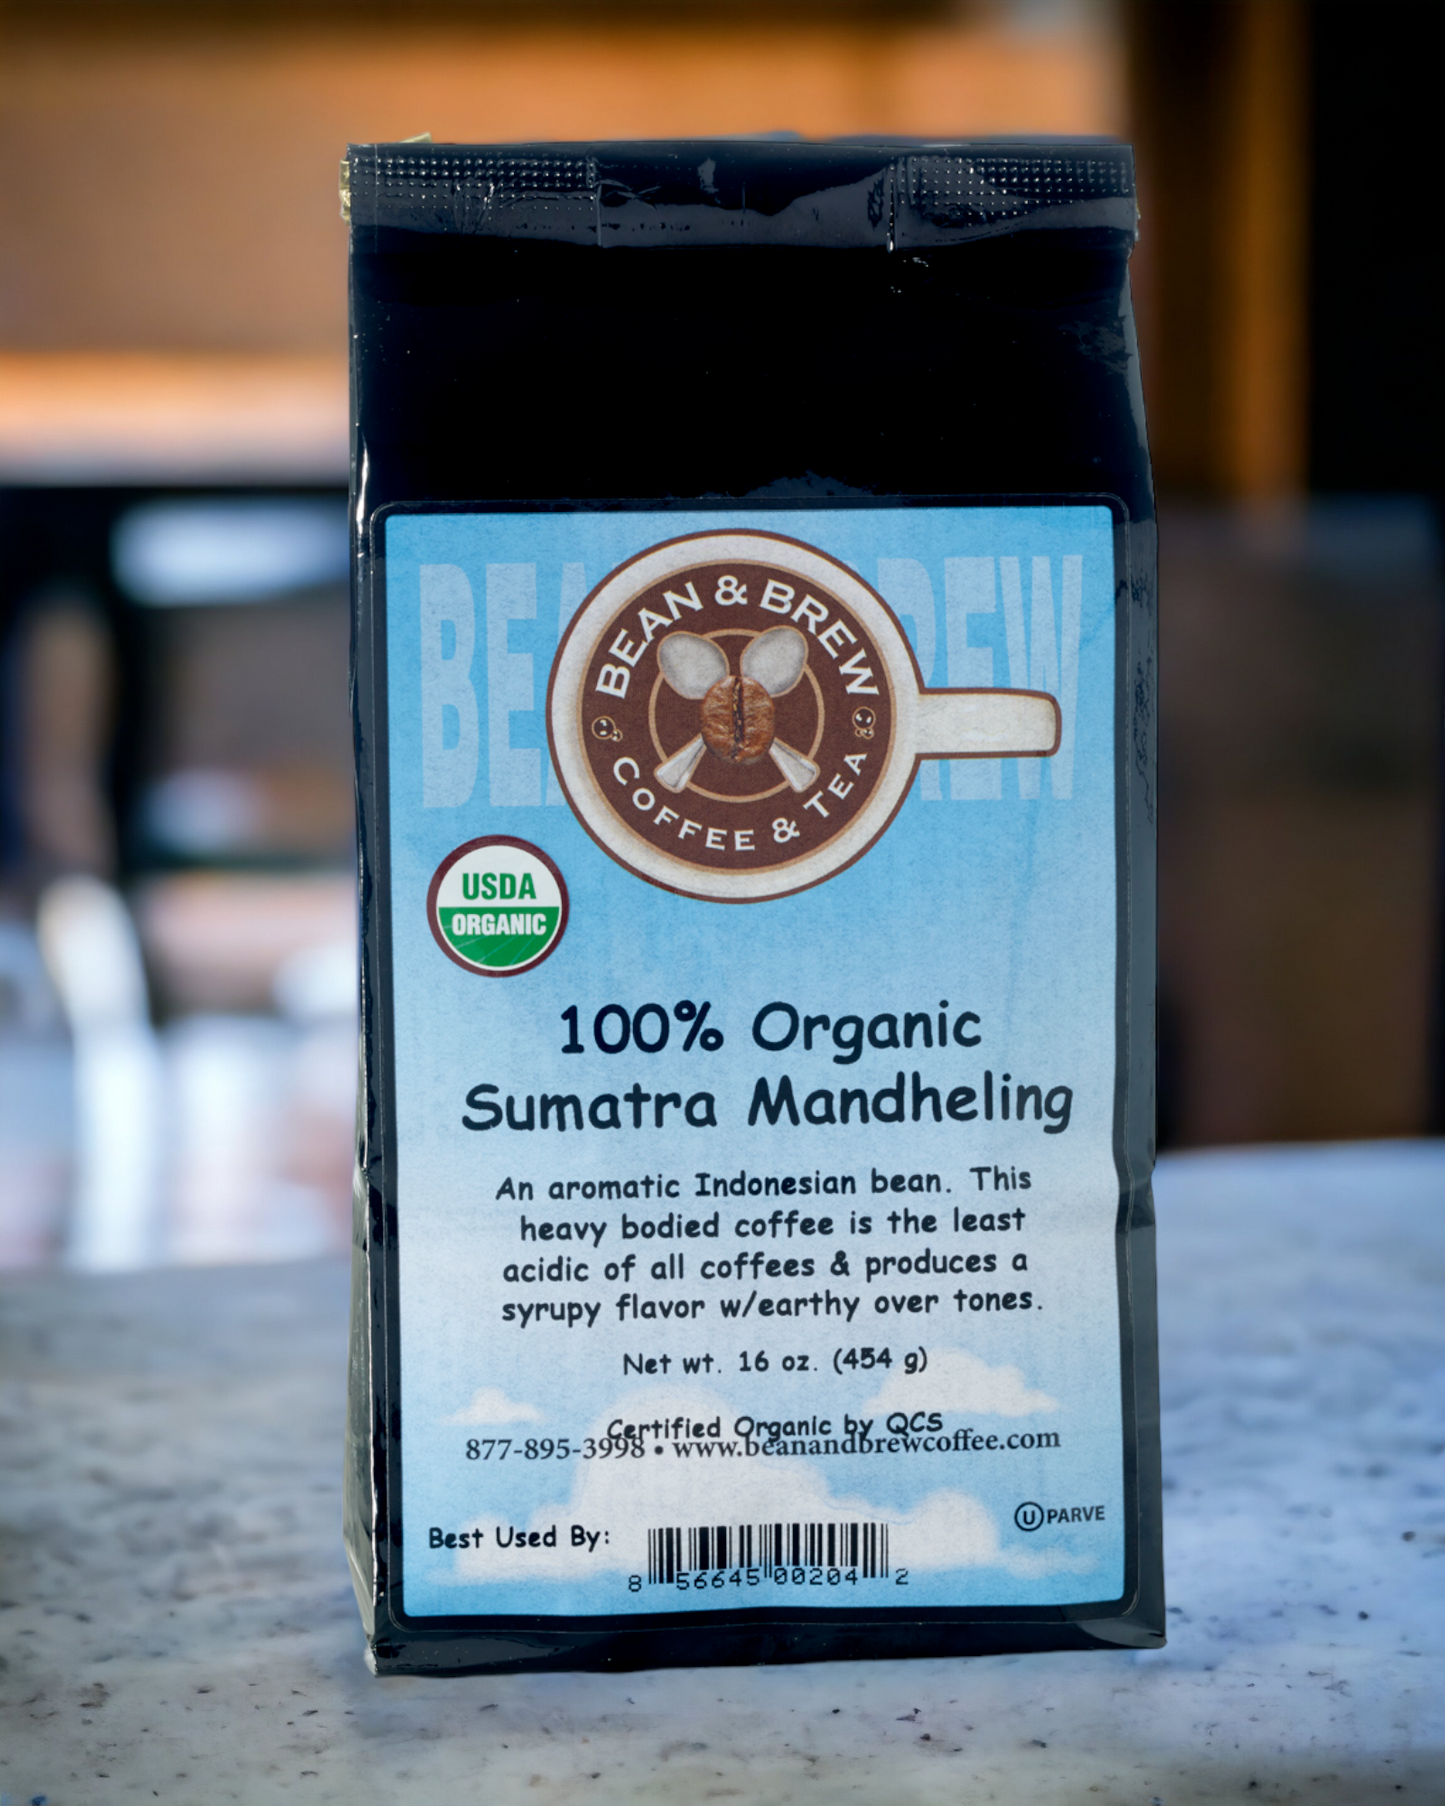 BEAN & BREW
BEAN & BREW
COFFEE & TEA
USDA
ORGANIC
100% Organic
Sumatra Mandheling
An aromatic Indonesian bean. This
heavy bodied coffee is the least
acidic of all coffees & produces a
syrupy flavor w/earthy over tones.
Net wt. 16 oz. (454 g)
Certified Organic by QCS
877-895-3998 • www.beanandbrewcoffee.com
U PARVE
Best Used By:
8 56645 00204 2